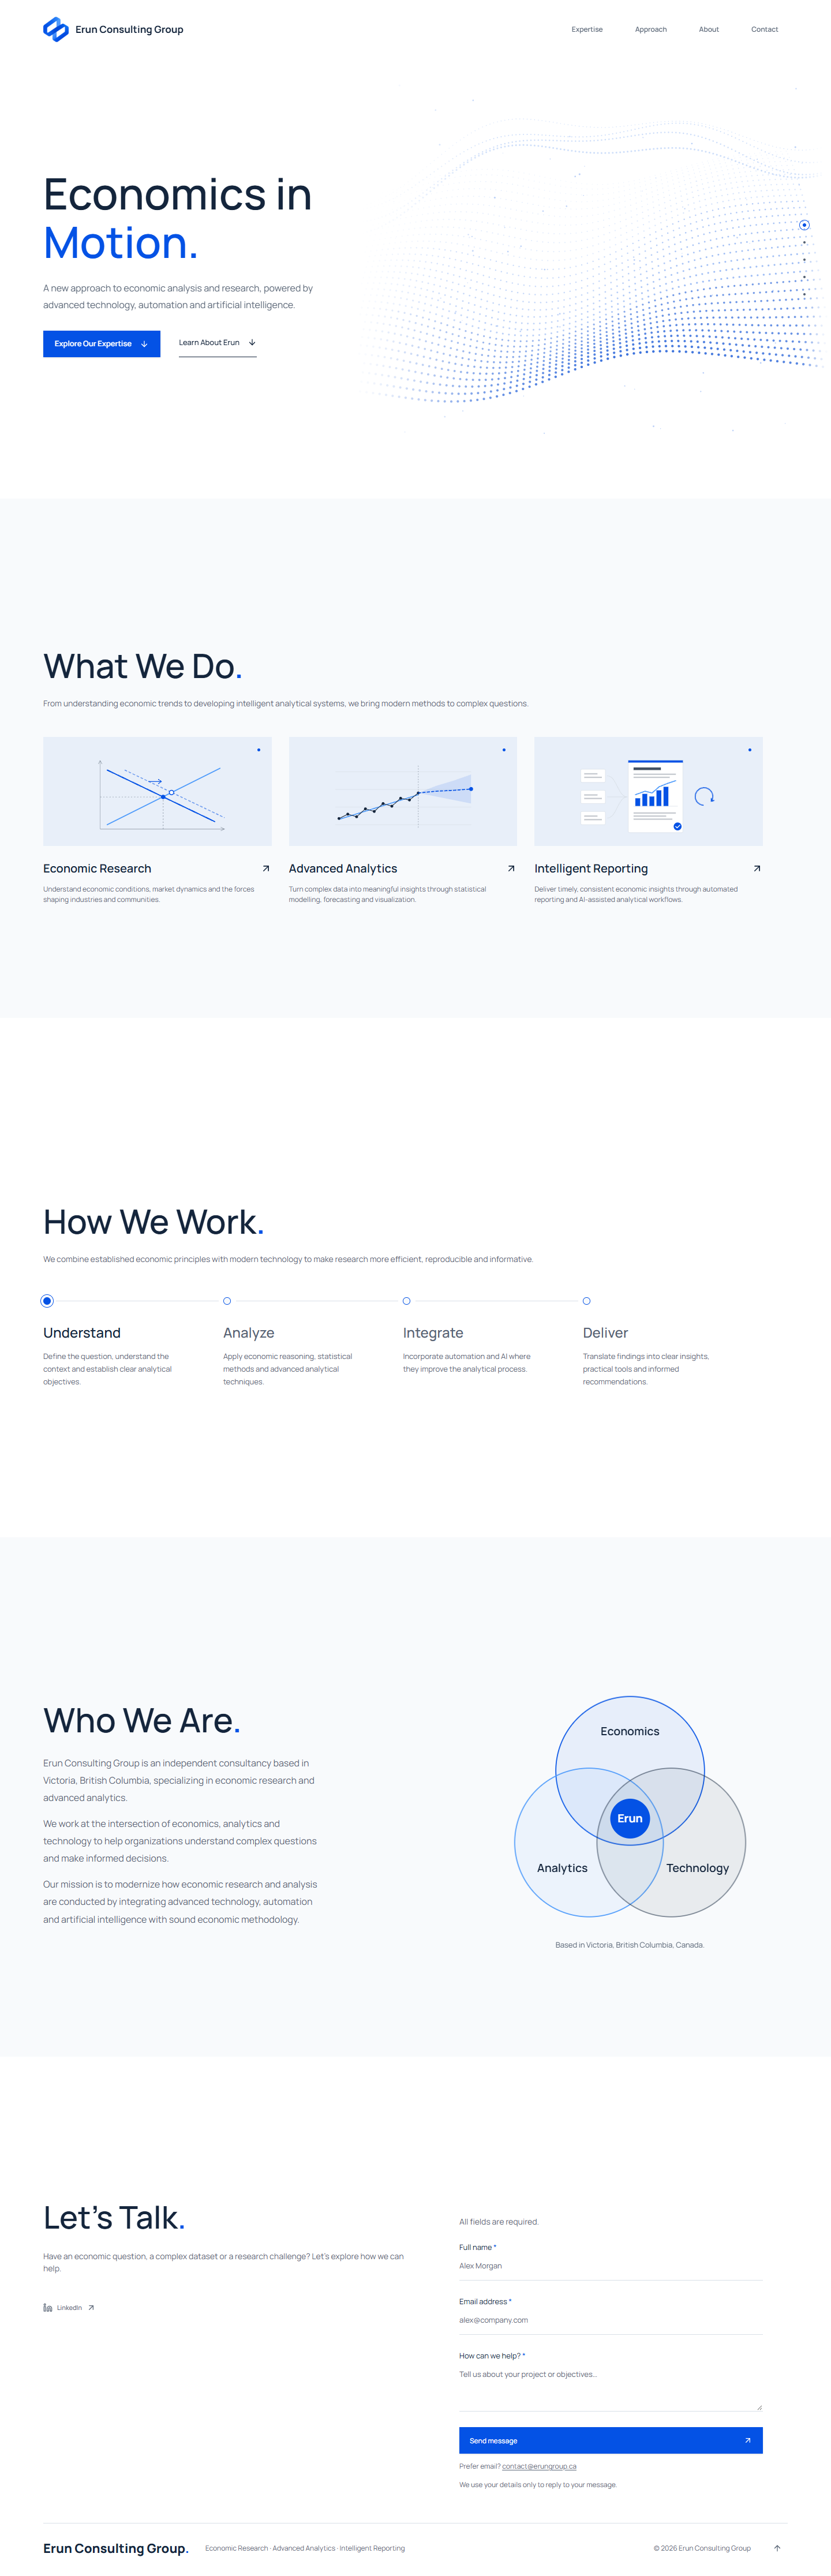 Erun Consulting Group
Expertise
Approach
About
Contact
Economics in
Motion.
A new approach to economic analysis and research, powered by
advanced technology, automation and artificial intelligence.
Explore Our Expertise
Learn About Erun
What We Do.
From understanding economic trends to developing intelligent analytical systems, we bring modern methods to complex questions.
Economic Research
Understand economic conditions, market dynamics and the forces
shaping industries and communities.
Advanced Analytics
Turn complex data into meaningful insights through statistical
modelling, forecasting and visualization.
Intelligent Reporting
Deliver timely, consistent economic insights through automated
reporting and AI-assisted analytical workflows.
How We Work.
We combine established economic principles with modern technology to make research more efficient, reproducible and informative.
Understand
Define the question, understand the
context and establish clear analytical
objectives.
Analyze
Apply economic reasoning, statistical
methods and advanced analytical
techniques.
Integrate
Incorporate automation and AI where
they improve the analytical process.
Deliver
Translate findings into clear insights,
practical tools and informed
recommendations.
Who We Are.
Erun Consulting Group is an independent consultancy based in
Victoria, British Columbia, specializing in economic research and
advanced analytics.
We work at the intersection of economics, analytics and
technology to help organizations understand complex questions
and make informed decisions.
Our mission is to modernize how economic research and analysis
are conducted by integrating advanced technology, automation
and artificial intelligence with sound economic methodology.
Economics
Erun
Analytics
Technology
Based in Victoria, British Columbia, Canada.
Let's Talk.
Have an economic question, a complex dataset or a research challenge? Let's explore how we can
help.
LinkedIn
All fields are required.
Full name *
Alex Morgan
Email address *
alex@company.com
How can we help? *
Tell us about your project or objectives...
Send message
Prefer email? contact@erungroup.ca
We use your details only to reply to your message.
Erun Consulting Group.
Economic Research · Advanced Analytics · Intelligent Reporting
© 2026 Erun Consulting Group